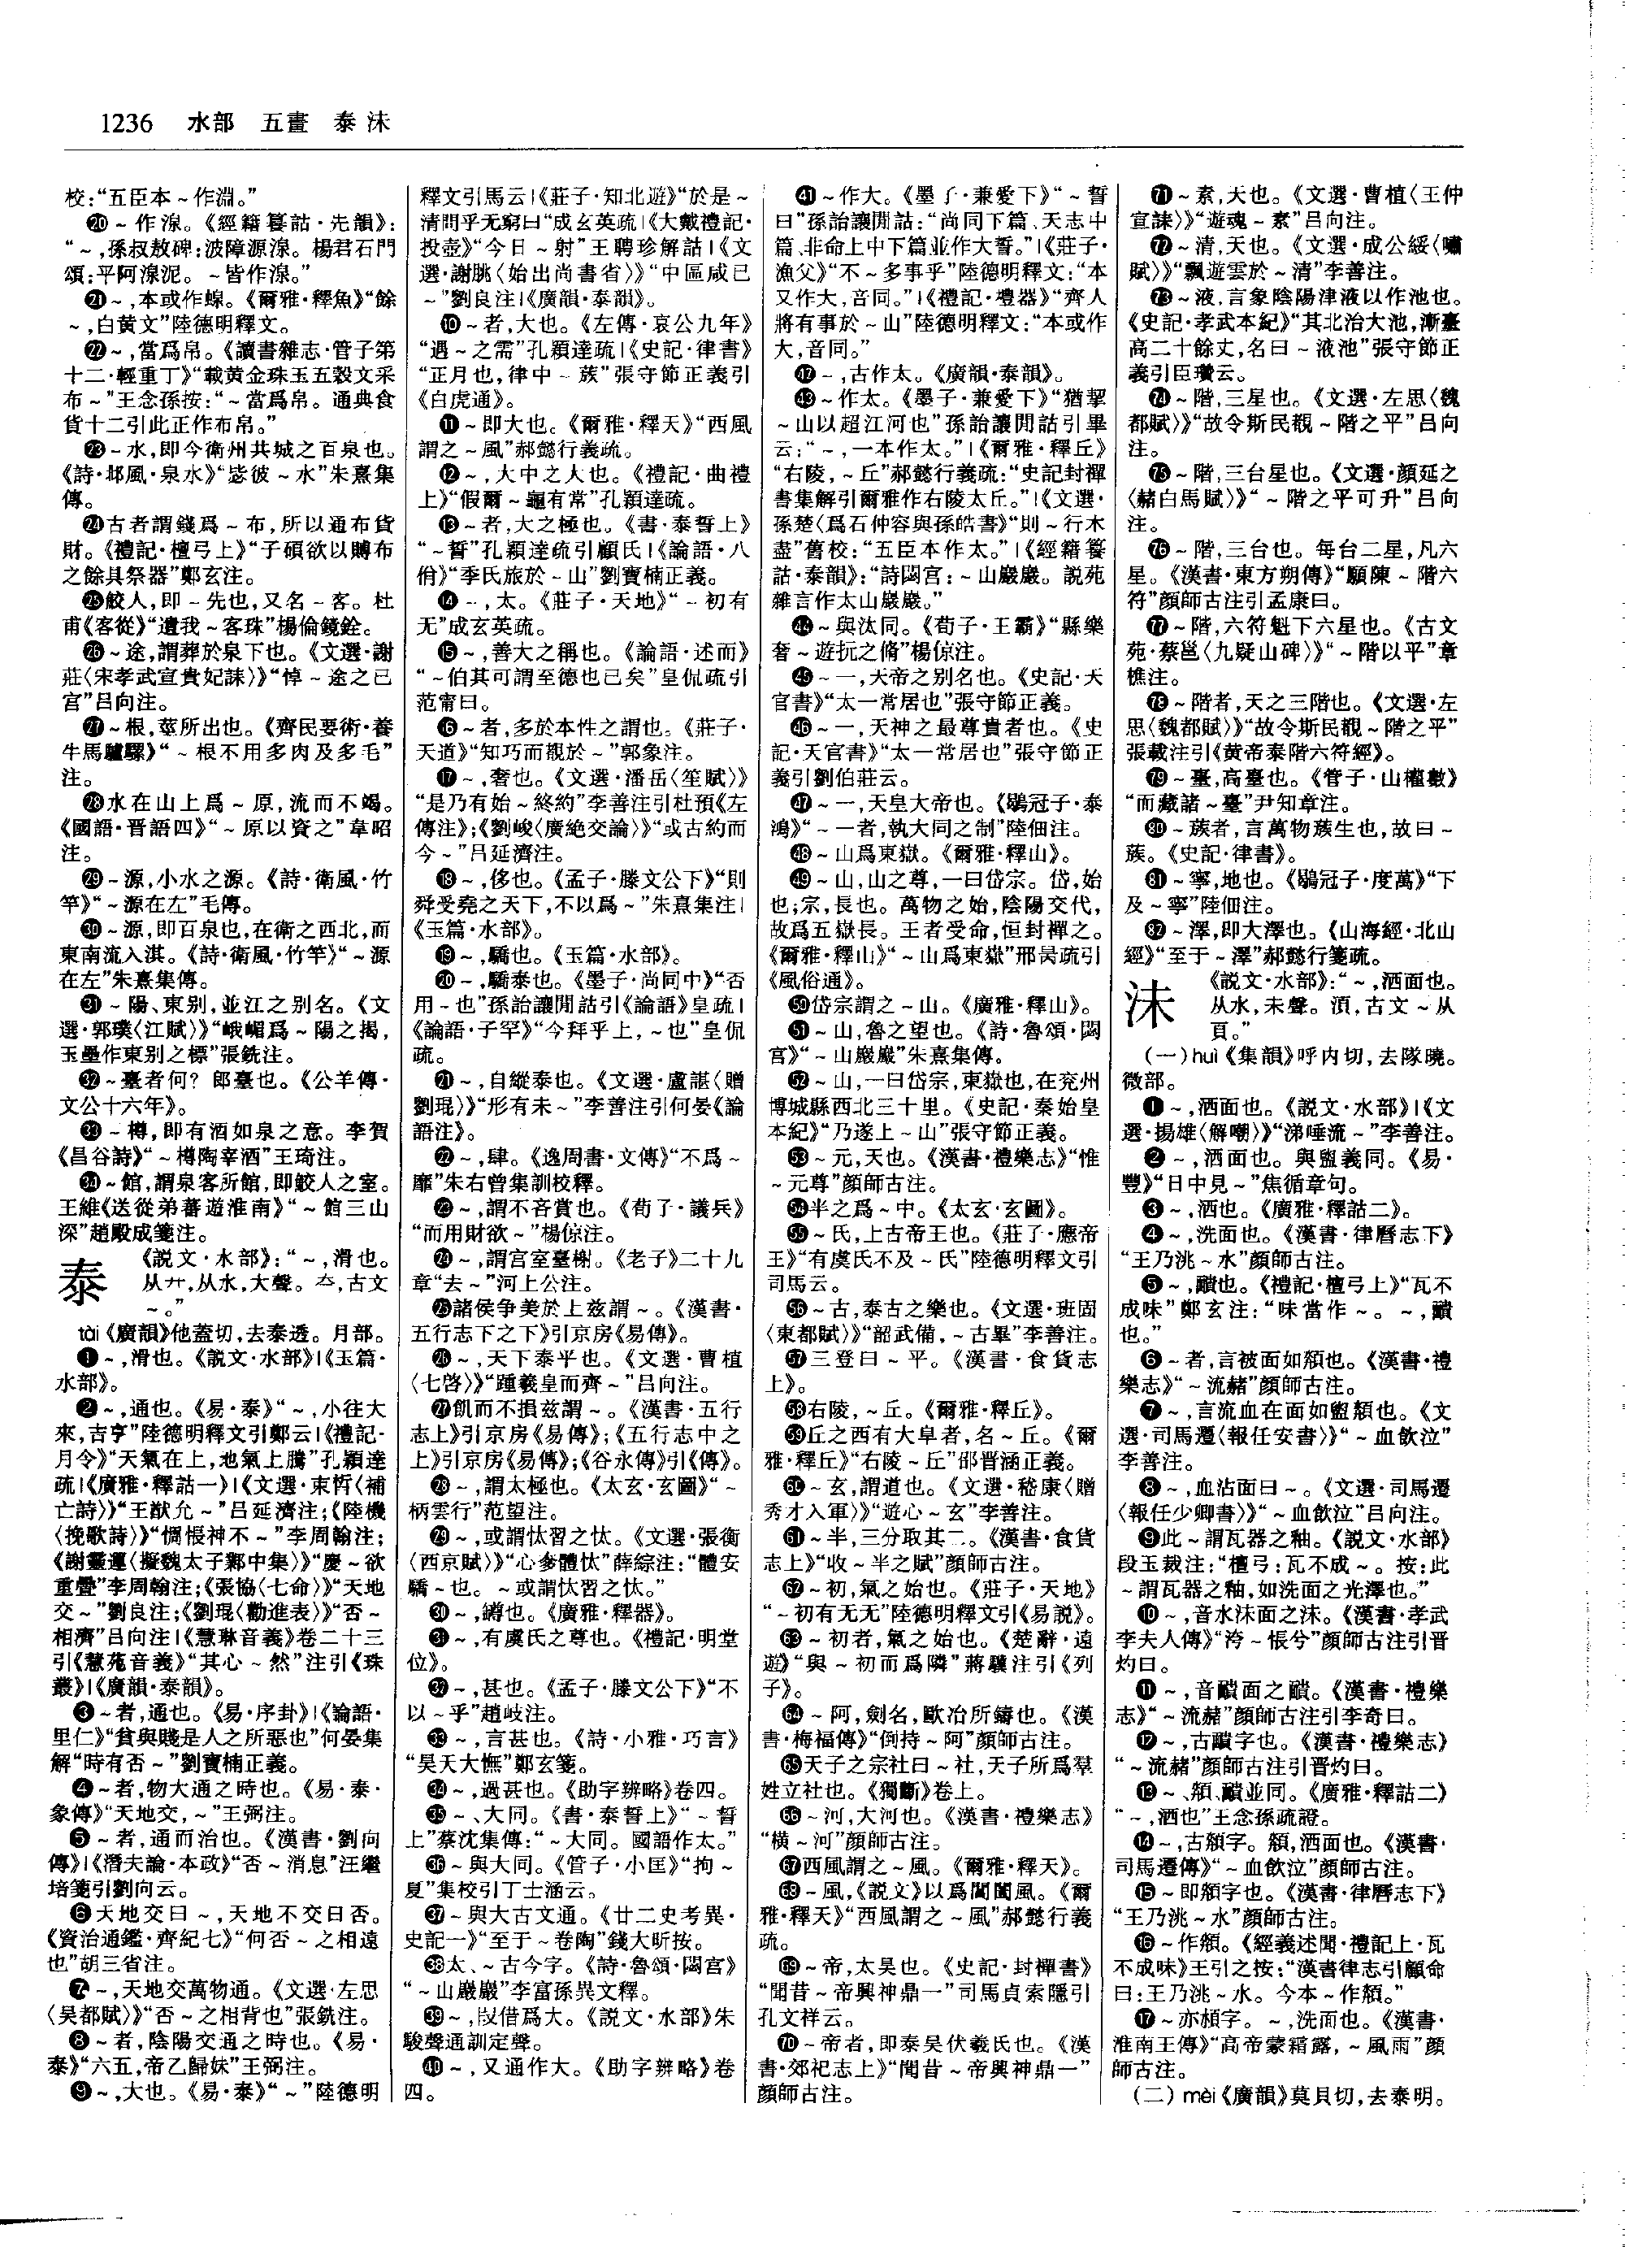 1236 水部 五畫 泰沬
校:“五臣本~作淵。”
⑳~作湶。《經籍籑詁·先韻》:
“~,孫叔敖碑:波障源湶。楊君石門
頌:平阿湶泥。~皆作湶。”
㉑~,本或作蟓。《爾雅·釋魚》“餘
~,白黄文”陸德明釋文。
㉒~,當爲帛。《讀書雜志·管子第
十二·輕重丁》“載黄金珠玉五穀文采
布~”王念孫按:“~當爲帛。通典食
貨十二引此正作布帛。”
㉓~水,即今衛州共城之百泉也。
《詩·邶風·泉水》“毖彼~水”朱熹集
傳。
㉔古者謂錢爲~布,所以通布貨
財。《禮記·檀弓上》“子碩欲以賻布
之餘具祭器”鄭玄注。
㉕鮫人,即~先也,又名~客。杜
甫《客從》“遺我~客珠”楊倫鏡銓。
㉖~途,謂葬於泉下也。《文選·謝
莊〈宋孝武宣貴妃誄〉》“悼~途之已
宫”吕向注。
㉗~根,莖所出也。《齊民要術·養
牛馬驢騾》“~根不用多肉及多毛”
注。
㉘水在山上爲~原,流而不竭。
《國語·晋語四》“~原以資之”韋昭
注。
㉙~源,小水之源。《詩·衛風·竹
竿》“~源在左”毛傳。
㉚~源,即百泉也,在衛之西北,而
東南流入淇。《詩·衛風·竹竿》“~源
在左”朱熹集傳。
㉛~陽、東别,並江之别名。《文
選·郭璞〈江賦〉》“峨嵋爲~陽之揭,
玉壘作東别之標”張銑注。
㉜~臺者何?郎臺也。《公羊傳·
文公十六年》。
㉝~樽,即有酒如泉之意。李賀
《昌谷詩》“~樽陶宰酒”王琦注。
㉞~館,謂泉客所館,即鮫人之室。
王維《送從弟蕃遊淮南》“~館三山
深”趙殿成箋注。
泰 《説文·水部》:“~,滑也。
从廾,从水,大聲。夳,古文
~。”
tài《廣韻》他蓋切,去泰透。月部。
❶~,滑也。《説文·水部》|《玉篇·
水部》。
❷~,通也。《易·泰》“~,小往大
來,吉亨”陸德明釋文引鄭云|《禮記·
月令》“天氣在上,地氣上騰”孔穎達
疏|《廣雅·釋詁一》|《文選·束皙〈補
亡詩〉》“王猷允~”吕延濟注;《陸機
〈挽歌詩〉》“惆悵神不~”李周翰注;
《謝靈運〈擬魏太子鄴中集〉》“慶~欲
重疊”李周翰注;《張協〈七命〉》“天地
交~”劉良注;《劉琨〈勸進表〉》“否~
相濟”吕向注|《慧琳音義》卷二十三
引《慧苑音義》“其心~然”注引《珠
叢》|《廣韻·泰韻》。
❸~者,通也。《易·序卦》|《論語·
里仁》“貧與賤是人之所惡也”何晏集
解“時有否~”劉寶楠正義。
❹~者,物大通之時也。《易·泰·
象傳》“天地交,~”王弼注。
❺~者,通而治也。《漢書·劉向
傳》|《潛夫論·本政》“否~消息”汪繼
培箋引劉向云。
❻天地交曰~,天地不交曰否。
《資治通鑑·齊紀七》“何否~之相遠
也”胡三省注。
❼~,天地交萬物通。《文選·左思
〈吴都賦〉》“否~之相背也”張銑注。
❽~者,陰陽交通之時也。《易·
泰》“六五,帝乙歸妹”王弼注。
❾~,大也。《易·泰》“~”陸德明
釋文引馬云|《莊子·知北遊》“於是~
清問乎无窮曰“成玄英疏|《大戴禮記·
投壺》“今日~射”王聘珍解詁|《文
選·謝朓〈始出尚書省〉》“中區咸已
~”劉良注|《廣韻·泰韻》。
❿~者,大也。《左傳·哀公九年》
“遇~之需”孔穎達疏|《史記·律書》
“正月也,律中~蔟”張守節正義引
《白虎通》。
⓫~即大也。《爾雅·釋天》“西風
謂之~風”郝懿行義疏。
⓬~,大中之大也。《禮記·曲禮
上》“假爾~龜有常”孔穎達疏。
⓭~者,大之極也。《書·泰誓上》
“~誓”孔穎達疏引顧氏|《論語·八
佾》“季氏旅於~山”劉寶楠正義。
⓮~,太。《莊子·天地》“~初有
无”成玄英疏。
⓯~,善大之稱也。《論語·述而》
“~伯其可謂至德也已矣”皇侃疏引
范甯曰。
⓰~者,多於本性之謂也。《莊子·
天道》“知巧而覩於~”郭象注。
⓱~,奢也。《文選·潘岳〈笙賦〉》
“是乃有始~終約”李善注引杜預《左
傳注》;《劉峻〈廣絶交論〉》“或古約而
今~”吕延濟注。
⓲~,侈也。《孟子·滕文公下》“則
舜受堯之天下,不以爲~”朱熹集注|
《玉篇·水部》。
⓳~,驕也。《玉篇·水部》。
⓴~,驕泰也。《墨子·尚同中》“否
用~也”孫詒讓閒詁引《論語》皇疏|
《論語·子罕》“今拜乎上,~也”皇侃
疏。
㉑~,自縱泰也。《文選·盧諶〈贈
劉琨〉》“形有未~”李善注引何晏《論
語注》。
㉒~,肆。《逸周書·文傳》“不爲~
靡”朱右曾集訓校釋。
㉓~,謂不吝賞也。《荀子·議兵》
“而用財欲~”楊倞注。
㉔~,謂宫室臺榭。《老子》二十九
章“去~”河上公注。
㉕諸侯争美於上兹謂~。《漢書·
五行志下之下》引京房《易傳》。
㉖~,天下泰平也。《文選·曹植
〈七啓〉》“踵羲皇而齊~”吕向注。
㉗飢而不損兹謂~。《漢書·五行
志上》引京房《易傳》;《五行志中之
上》引京房《易傳》;《谷永傳》引《傳》。
㉘~,謂太極也。《太玄·玄圖》“~
柄雲行”范望注。
㉙~,或謂忕習之忕。《文選·張衡
〈西京賦〉》“心奓體忕”薛綜注:“體安
驕~也。~或謂忕習之忕。”
㉚~,罇也。《廣雅·釋器》。
㉛~,有虞氏之尊也。《禮記·明堂
位》。
㉜~,甚也。《孟子·滕文公下》“不
以~乎”趙岐注。
㉝~,言甚也。《詩·小雅·巧言》
“昊天大憮”鄭玄箋。
㉞~,過甚也。《助字辨略》卷四。
㉟~、大同。《書·泰誓上》“~誓
上”蔡沈集傳:“~大同。國語作太。”
㊱~與大同。《管子·小匡》“拘~
夏”集校引丁士涵云。
㊲~與大古文通。《廿二史考異·
史記一》“至于~卷陶”錢大昕按。
㊳太、~古今字。《詩·魯頌·閟宫》
“~山巖巖”李富孫異文釋。
㊴~,叚借爲大。《説文·水部》朱
駿聲通訓定聲。
㊵~,又通作大。《助字辨略》卷
四。
㊶~作大。《墨子·兼愛下》“~誓
曰”孫詒讓閒詁:“尚同下篇、天志中
篇、非命上中下篇並作大誓。”|《莊子·
漁父》“不~多事乎”陸德明釋文:“本
又作大,音同。”|《禮記·禮器》“齊人
將有事於~山”陸德明釋文:“本或作
大,音同。”
㊷~,古作太。《廣韻·泰韻》。
㊸~作太。《墨子·兼愛下》“猶挈
~山以超江河也”孫詒讓閒詁引畢
云:“~,一本作太。”|《爾雅·釋丘》
“右陵,~丘”郝懿行義疏:“史記封禪
書集解引爾雅作右陵太丘。”|《文選·
孫楚〈爲石仲容與孫皓書〉》“則~行木
盡”舊校:“五臣本作太。”|《經籍籑
詁·泰韻》:“詩閟宫:~山巖巖。説苑
雜言作太山巖巖。”
㊹~與汰同。《荀子·王霸》“縣樂
奢~遊抏之脩”楊倞注。
㊺~一,天帝之别名也。《史記·天
官書》“太一常居也”張守節正義。
㊻~一,天神之最尊貴者也。《史
記·天官書》“太一常居也”張守節正
義引劉伯莊云。
㊼~一,天皇大帝也。《鶡冠子·泰
鴻》“~一者,執大同之制”陸佃注。
㊽~山爲東嶽。《爾雅·釋山》。
㊾~山,山之尊,一曰岱宗。岱,始
也;宗,長也。萬物之始,陰陽交代,
故爲五嶽長。王者受命,恒封禪之。
《爾雅·釋山》“~山爲東嶽”邢昺疏引
《風俗通》。
㊿岱宗謂之~山。《廣雅·釋山》。
51~山,魯之望也。《詩·魯頌·閟
宫》“~山巖巖”朱熹集傳。
52~山,一曰岱宗,東嶽也,在兖州
博城縣西北三十里。《史記·秦始皇
本紀》“乃遂上~山”張守節正義。
53~元,天也。《漢書·禮樂志》“惟
~元尊”顔師古注。
54半之爲~中。《太玄·玄圖》。
55~氏,上古帝王也。《莊子·應帝
王》“有虞氏不及~氏”陸德明釋文引
司馬云。
56~古,泰古之樂也。《文選·班固
〈東都賦〉》“韶武備,~古畢”李善注。
57三登曰~平。《漢書·食貨志
上》。
58右陵,~丘。《爾雅·釋丘》。
59丘之西有大阜者,名~丘。《爾
雅·釋丘》“右陵~丘”邵晋涵正義。
60~玄,謂道也。《文選·嵇康〈贈
秀才入軍〉》“遊心~玄”李善注。
61~半,三分取其二。《漢書·食貨
志上》“收~半之賦”顔師古注。
62~初,氣之始也。《莊子·天地》
“~初有无无”陸德明釋文引《易説》。
63~初者,氣之始也。《楚辭·遠
遊》“與~初而爲隣”蔣驥注引《列
子》。
64~阿,劍名,歐冶所鑄也。《漢
書·梅福傳》“倒持~阿”顔師古注。
65天子之宗社曰~社,天子所爲羣
姓立社也。《獨斷》卷上。
66~河,大河也。《漢書·禮樂志》
“横~河”顔師古注。
67西風謂之~風。《爾雅·釋天》。
68~風,《説文》以爲閶闔風。《爾
雅·釋天》“西風謂之~風”郝懿行義
疏。
69~帝,太昊也。《史記·封禪書》
“聞昔~帝興神鼎一”司馬貞索隱引
孔文祥云。
70~帝者,即泰昊伏羲氏也。《漢
書·郊祀志上》“聞昔~帝興神鼎一”
顔師古注。
71~素,天也。《文選·曹植〈王仲
宣誄〉》“遊魂~素”吕向注。
72~清,天也。《文選·成公綏〈嘯
賦〉》“飄遊雲於~清”李善注。
73~液,言象陰陽津液以作池也。
《史記·孝武本紀》“其北治大池,漸臺
高二十餘丈,名曰~液池”張守節正
義引臣瓚云。
74~階,三星也。《文選·左思〈魏
都賦〉》“故令斯民覩~階之平”吕向
注。
75~階,三台星也。《文選·顔延之
〈赭白馬賦〉》“~階之平可升”吕向
注。
76~階,三台也。每台二星,凡六
星。《漢書·東方朔傳》“願陳~階六
符”顔師古注引孟康曰。
77~階,六符魁下六星也。《古文
苑·蔡邕〈九疑山碑〉》“~階以平”章
樵注。
78~階者,天之三階也。《文選·左
思〈魏都賦〉》“故令斯民覩~階之平”
張載注引《黄帝泰階六符經》。
79~臺,高臺也。《管子·山權數》
“而藏諸~臺”尹知章注。
80~蔟者,言萬物蔟生也,故曰~
蔟。《史記·律書》。
81~寧,地也。《鶡冠子·度萬》“下
及~寧”陸佃注。
82~澤,即大澤也。《山海經·北山
經》“至于~澤”郝懿行箋疏。
沬 《説文·水部》:“~,洒面也。
从水,未聲。湏,古文~从
頁。”
(一)huì《集韻》呼内切,去隊曉。
微部。
❶~,洒面也。《説文·水部》|《文
選·揚雄〈解嘲〉》“涕唾流~”李善注。
❷~,洒面也。與盥義同。《易·
豐》“日中見~”焦循章句。
❸~,洒也。《廣雅·釋詁二》。
❹~,洗面也。《漢書·律曆志下》
“王乃洮~水”顔師古注。
❺~,靧也。《禮記·檀弓上》“瓦不
成味”鄭玄注:“味當作~。~,靧
也。”
❻~者,言被面如頮也。《漢書·禮
樂志》“~流赭”顔師古注。
❼~,言流血在面如盥頮也。《文
選·司馬遷〈報任安書〉》“~血飲泣”
李善注。
❽~,血沾面曰~。《文選·司馬遷
〈報任少卿書〉》“~血飲泣”吕向注。
❾此~謂瓦器之釉。《説文·水部》
段玉裁注:“檀弓:瓦不成~。按:此
~謂瓦器之釉,如洗面之光澤也。”
❿~,音水沬面之沬。《漢書·孝武
李夫人傳》“洿~悵兮”顔師古注引晋
灼曰。
⓫~,音靧面之靧。《漢書·禮樂
志》“~流赭”顔師古注引李奇曰。
⓬~,古靧字也。《漢書·禮樂志》
“~流赭”顔師古注引晋灼曰。
⓭~、頮、靧並同。《廣雅·釋詁二》
“~,洒也”王念孫疏證。
⓮~,古頮字。頮,洒面也。《漢書·
司馬遷傳》“~血飲泣”顔師古注。
⓯~即頮字也。《漢書·律曆志下》
“王乃洮~水”顔師古注。
⓰~作頮。《經義述聞·禮記上·瓦
不成味》王引之按:“漢書律志引顧命
曰:王乃洮~水。今本~作頮。”
⓱~亦頮字。~,洗面也。《漢書·
淮南王傳》“高帝蒙霜露,~風雨”顔
師古注。
(二)mèi《廣韻》莫貝切,去泰明。